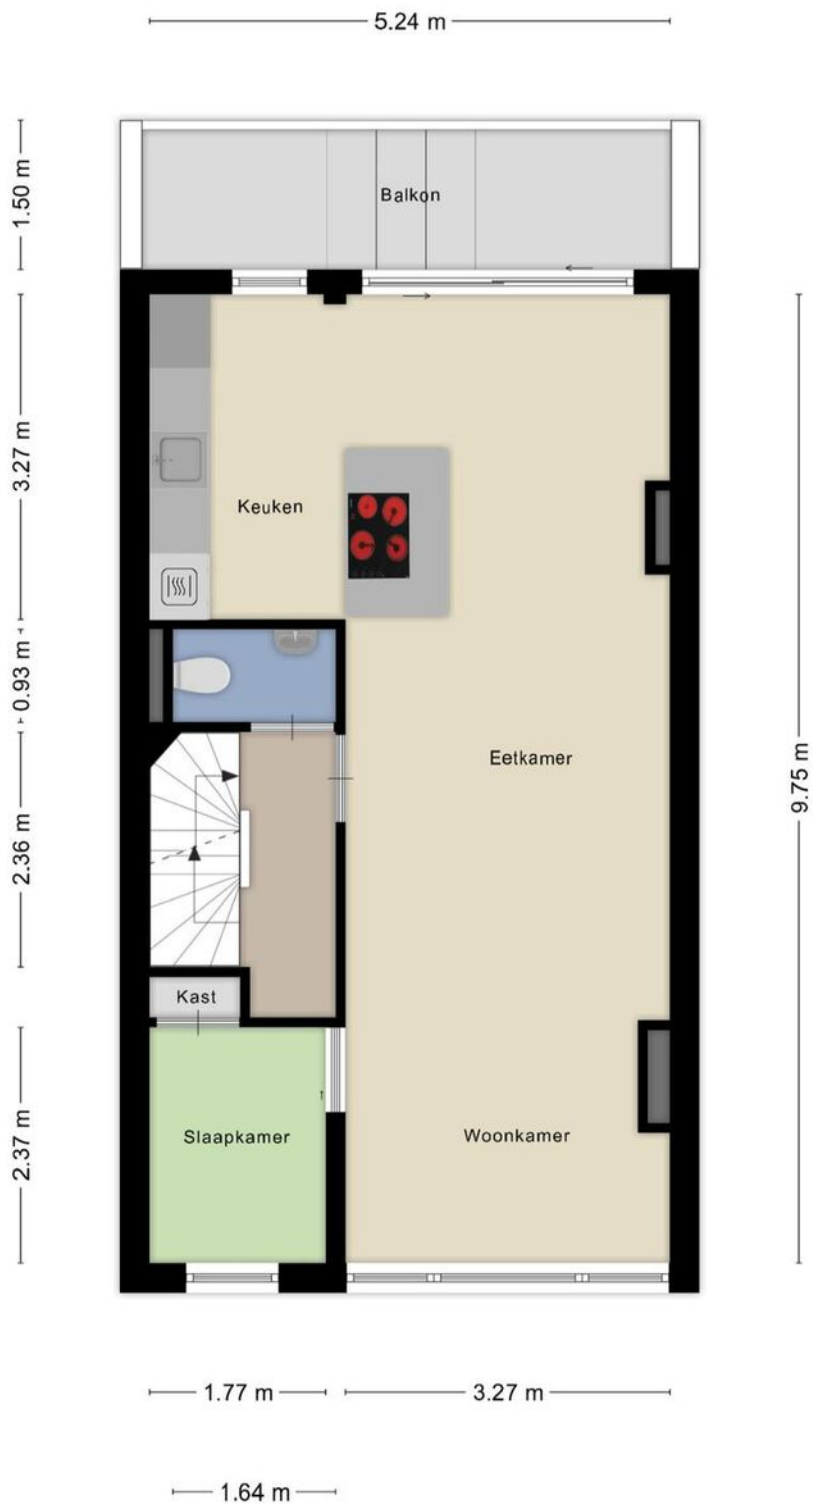 5.24 m
1.50 m
Balkon
3.27 m
Keuken
0.93 m
Eetkamer
9.75 m
2.36 m
Kast
Slaapkamer
Woonkamer
2.37 m
1.77 m
3.27 m
1.64 m